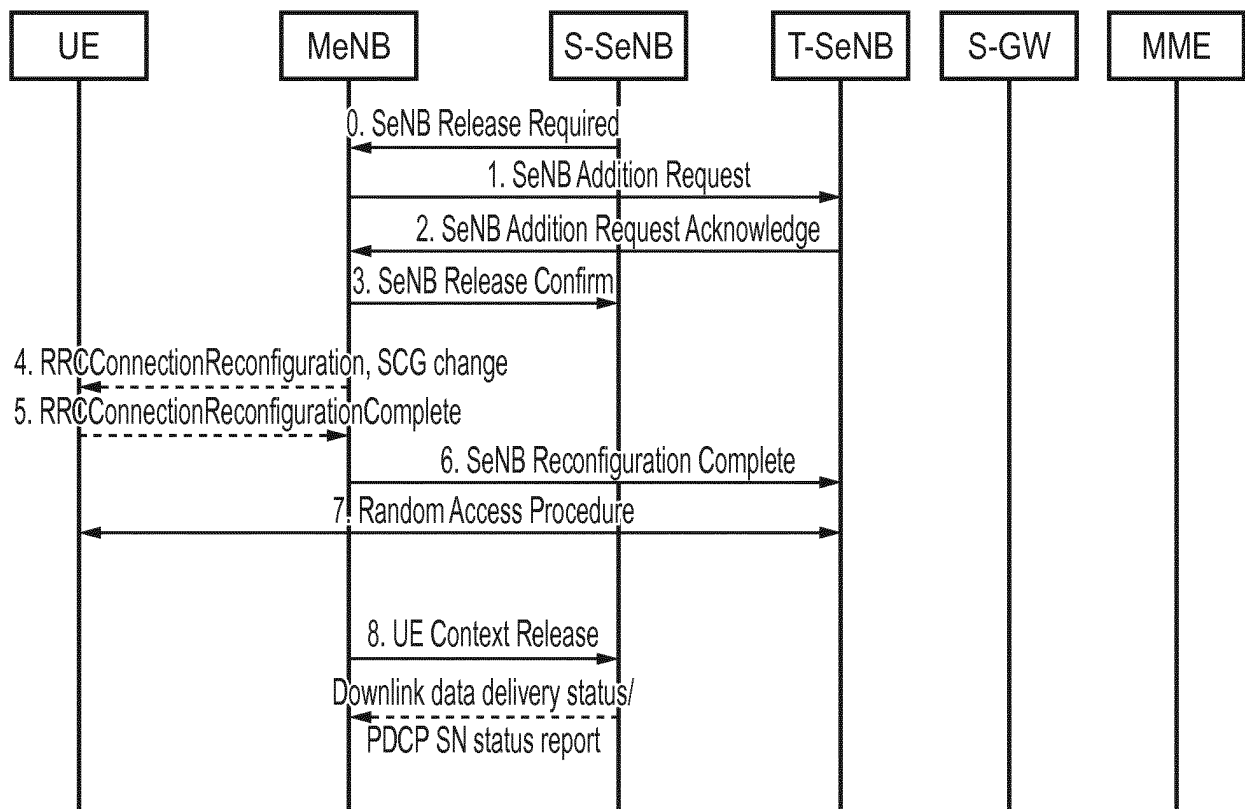 UE MeNB S-SeNB T-SeNB S-GW MME
0. SeNB Release Required
1. SeNB Addition Request
2. SeNB Addition Request Acknowledge
3. SeNB Release Confirm
4. RRCConnectionReconfiguration, SCG change
5. RRCConnectionReconfigurationComplete
6. SeNB Reconfiguration Complete
7. Random Access Procedure
8. UE Context Release
Downlink data delivery status/
PDCP SN status report